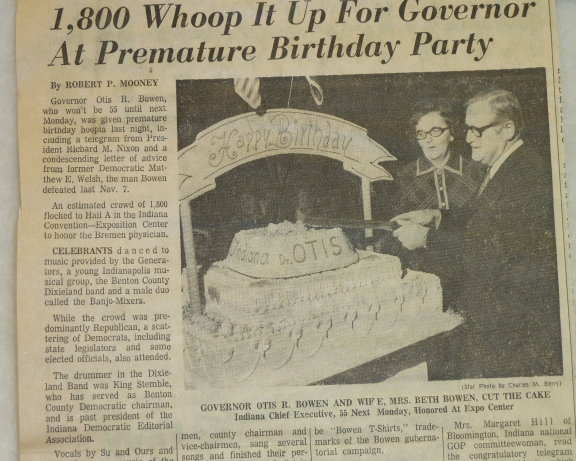 1,800 Whoop It Up For Governor
At Premature Birthday Party
By ROBERT P. MOONEY
Governor Otis R. Bowen,
who won't be 55 until next
Monday, was given premature
birthday hoopla last night, in-
cluding a telegram from Pres-
ident Richard M. Nixon and a
condescending letter of advice
from former Democratic Mat-
thew E. Welsh, the man Bowen
defeated last Nov. 7.
An estimated crowd of 1,800
flocked to Hall A in the Indiana
Convention—Exposition Center
to honor the Bremen physician.
CELEBRANTS danced to
music provided by the Genera-
tors, a young Indianapolis mu-
sical group, the Benton County
Dixieland band and a male duo
called the Banjo-Mixers.
While the crowd was pre-
dominantly Republican, a scat-
tering of Democrats, including
state legislators and some
elected officials, also attended.
The drummer in the Dixie-
land Band was King Stemble,
who has served as Benton
County Democratic chairman,
and is past president of the
Indiana Democratic Editorial
Association.
Vocals by Su and Ours and
Happy Birthday
Indiana Dr. OTIS
(Star Photo by Charles M. Berry)
GOVERNOR OTIS R. BOWEN AND WIFE, MRS. BETH BOWEN, CUT THE CAKE
Indiana Chief Executive, 55 Next Monday, Honored At Expo Center
men, county chairman and
vice-chairmen, sang several
songs and finished their per-
be "Bowen T-Shirts," trade-
marks of the Bowen guberna-
torial campaign.
Mrs. Margaret Hill of
Bloomington, Indiana national
GOP committeewoman, read
the congratulatory telegram